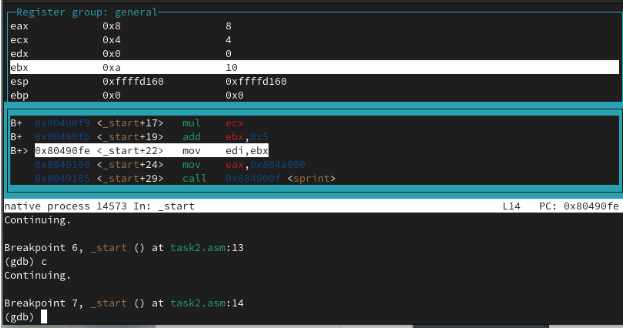 Register group: general
eax 0x8 8
ecx 0x4 4
edx 0x0 0
ebx 0xa 10
esp 0xffffd160 0xffffd160
ebp 0x0 0x0
B+ 0x80490f9 <_start+17> mul ecx
B+ 0x80490fb <_start+19> add ebx,0x5
B+> 0x80490fe <_start+22> mov edi,ebx
0x8049100 <_start+24> mov eax,0x804a000
0x8049105 <_start+29> call 0x804900f <sprint>
native process 14573 In: _start L14 PC: 0x80490fe
Continuing.
Breakpoint 6, _start () at task2.asm:13
(gdb) c
Continuing.
Breakpoint 7, _start () at task2.asm:14
(gdb)